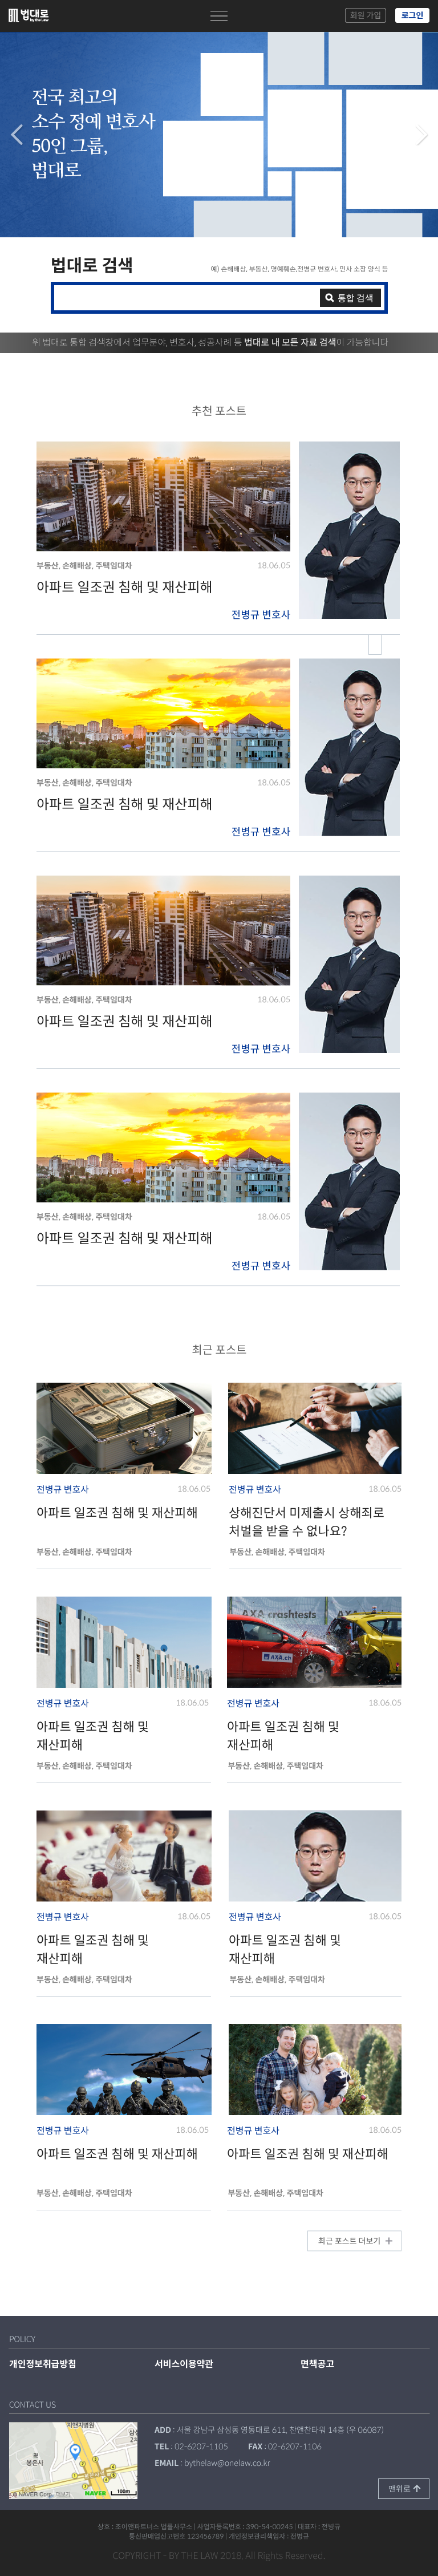 법대로
by the Law
회원 가입
로그인
전국 최고의
소수 정예 변호사
50인 그룹,
법대로
법대로 검색
예) 손해배상, 부동산, 명예훼손,전병규 변호사, 민사 소장 양식 등
통합 검색
위 법대로 통합 검색창에서 업무분야, 변호사, 성공사례 등 법대로 내 모든 자료 검색이 가능합니다
추천 포스트
부동산, 손해배상, 주택임대차
18.06.05
아파트 일조권 침해 및 재산피해
전병규 변호사
부동산, 손해배상, 주택임대차
18.06.05
아파트 일조권 침해 및 재산피해
전병규 변호사
부동산, 손해배상, 주택임대차
18.06.05
아파트 일조권 침해 및 재산피해
전병규 변호사
부동산, 손해배상, 주택임대차
18.06.05
아파트 일조권 침해 및 재산피해
전병규 변호사
최근 포스트
전병규 변호사
18.06.05
아파트 일조권 침해 및 재산피해
부동산, 손해배상, 주택임대차
전병규 변호사
18.06.05
상해진단서 미제출시 상해죄로
처벌을 받을 수 없나요?
부동산, 손해배상, 주택임대차
전병규 변호사
18.06.05
아파트 일조권 침해 및
재산피해
부동산, 손해배상, 주택임대차
AXA crashtests
AXA.ch
전병규 변호사
18.06.05
아파트 일조권 침해 및
재산피해
부동산, 손해배상, 주택임대차
전병규 변호사
18.06.05
아파트 일조권 침해 및
재산피해
부동산, 손해배상, 주택임대차
전병규 변호사
18.06.05
아파트 일조권 침해 및
재산피해
부동산, 손해배상, 주택임대차
전병규 변호사
18.06.05
아파트 일조권 침해 및 재산피해
부동산, 손해배상, 주택임대차
전병규 변호사
18.06.05
아파트 일조권 침해 및 재산피해
부동산, 손해배상, 주택임대차
최근 포스트 더보기 +
POLICY
개인정보취급방침
서비스이용약관
면책공고
CONTACT US
봉은사
NAVER
100m
© NAVER Corp.
ADD : 서울 강남구 삼성동 영동대로 611, 찬앤찬타워 14층 (우 06087)
TEL : 02-6207-1105
FAX : 02-6207-1106
EMAIL : bythelaw@onelaw.co.kr
맨위로
상호 : 조이앤파트너스 법률사무소 | 사업자등록번호 : 290-54-00245 | 대표자 : 전병규
통신판매업신고번호 123456789 | 개인정보관리책임자 : 전병규
COPYRIGHT - BY THE LAW 2018, All Rights Reserved.